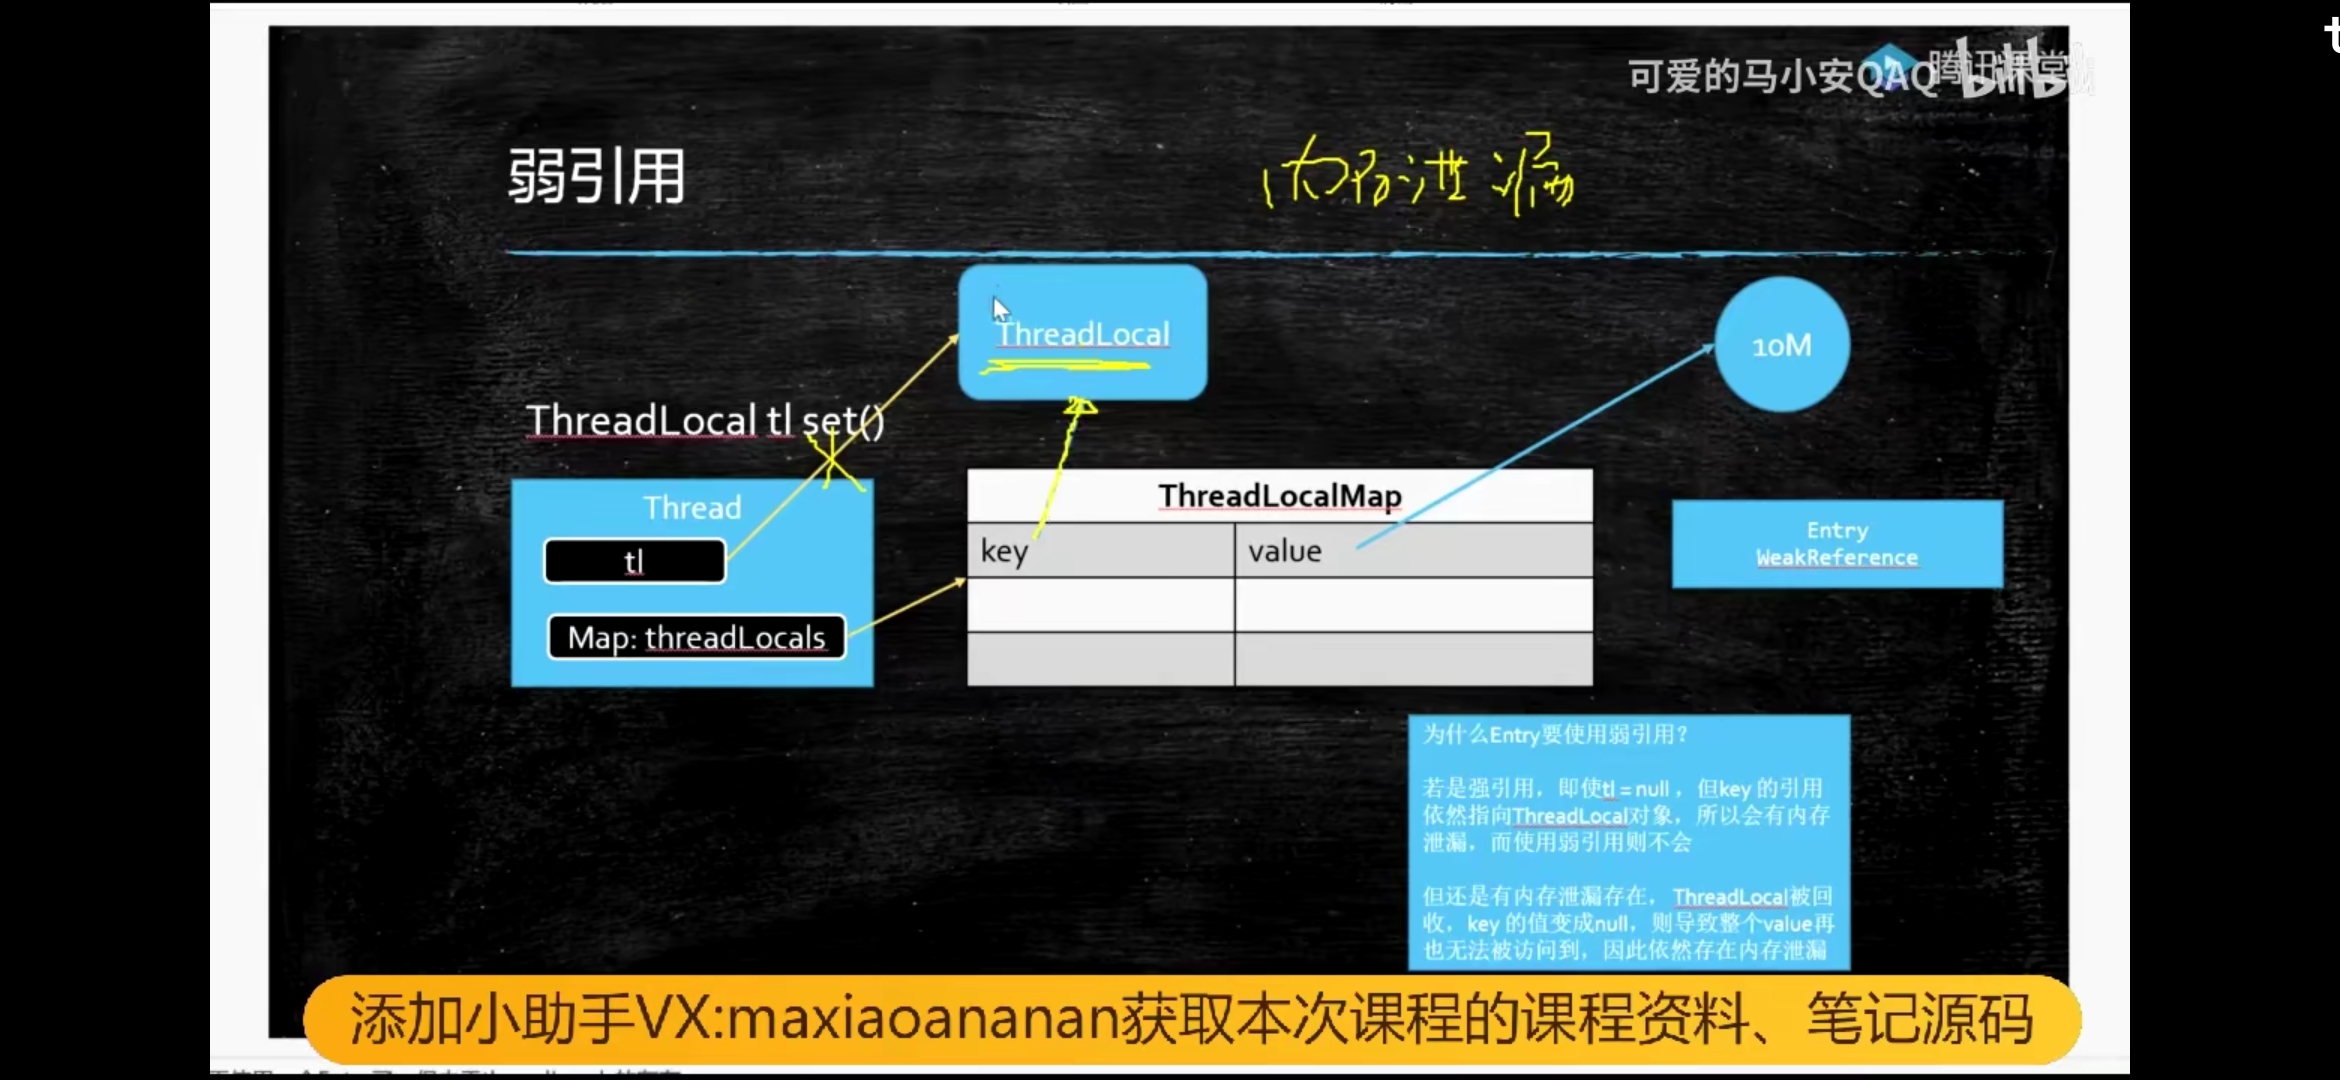 可爱的马小安QAQ
腾讯课堂
bilibili
弱引用
内存泄漏
ThreadLocal
10M
ThreadLocal tl set()
Thread
tl
Map: threadLocals
ThreadLocalMap
key value
Entry
WeakReference
为什么Entry要使用弱引用?
若是强引用，即使tl = null，但key 的引用
依然指向ThreadLocal对象，所以会有内存
泄漏，而使用弱引用则不会
但还是有内存泄漏存在，ThreadLocal被回
收，key 的值变成null，则导致整个value再
也无法被访问到，因此依然存在内存泄漏
添加小助手VX:maxiaoananan获取本次课程的课程资料、笔记源码